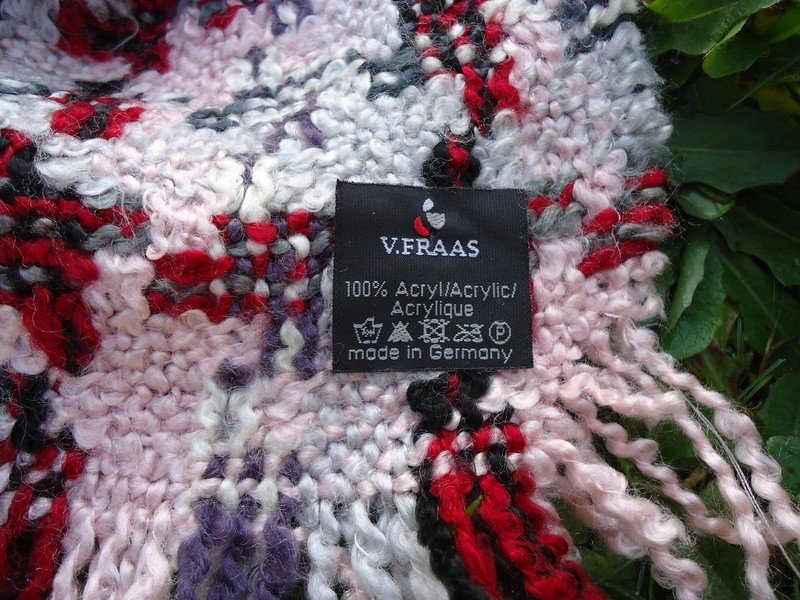 V.FRAAS
100% Acryl/Acrylic/
Acrylique
P
made in Germany